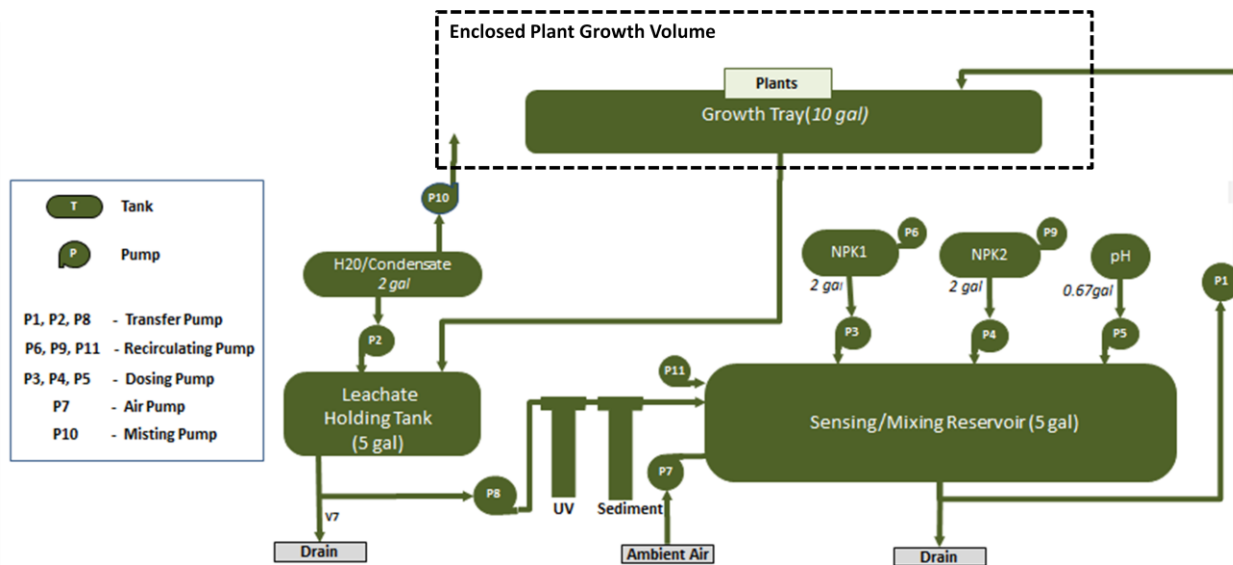 Enclosed Plant Growth Volume
Plants
Growth Tray(10 gal)
T
Tank
P
Pump
P1, P2, P8 - Transfer Pump
P6, P9, P11 - Recirculating Pump
P3, P4, P5 - Dosing Pump
P7 - Air Pump
P10 - Misting Pump
P10
H20/Condensate
2 gal
P2
Leachate
Holding Tank
(5 gal)
V7
Drain
P8
UV
Sediment
P11
P7
Ambient Air
NPK1
P6
2 gal
P3
NPK2
P9
2 gal
P4
pH
0.67gal
P5
P1
Sensing/Mixing Reservoir (5 gal)
Drain